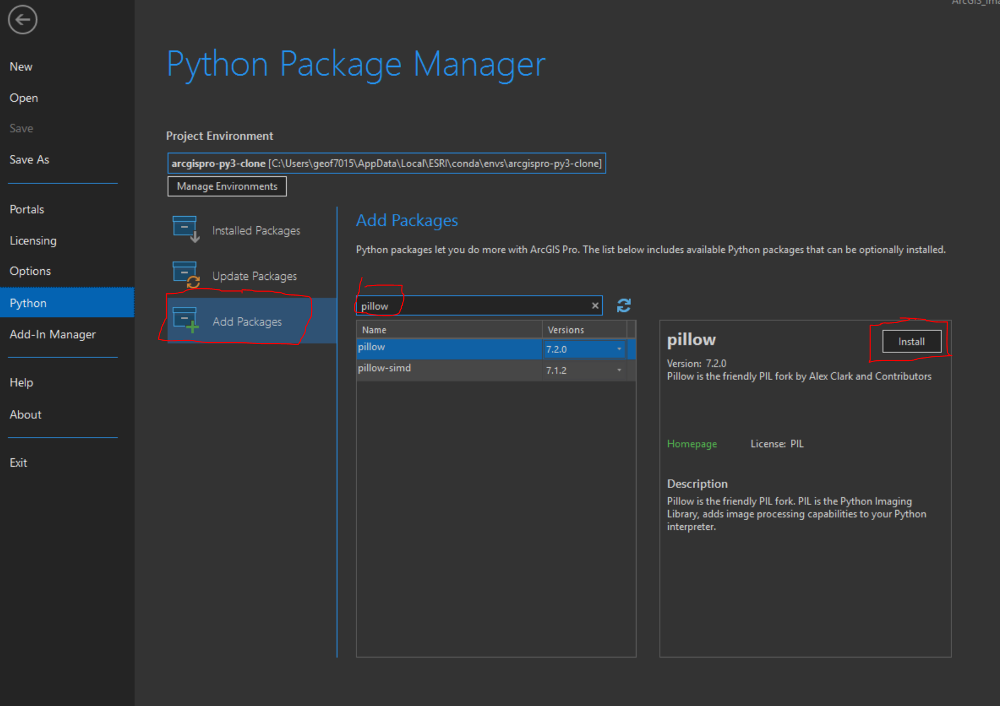 ArcGIS_Ima
New
Open
Save
Save As
Portals
Licensing
Options
Python
Add-In Manager
Help
About
Exit
Python Package Manager
Project Environment
arcgispro-py3-clone [C:\Users\geof7015\AppData\Local\ESRI\conda\envs\arcgispro-py3-clone]
Manage Environments
Installed Packages
Update Packages
Add Packages
Add Packages
Python packages let you do more with ArcGIS Pro. The list below includes available Python packages that can be optionally installed.
pillow
Name Versions
pillow 7.2.0
pillow-simd 7.1.2
pillow
Install
Version: 7.2.0
Pillow is the friendly PIL fork by Alex Clark and Contributors
Homepage License: PIL
Description
Pillow is the friendly PIL fork. PIL is the Python Imaging
Library, adds image processing capabilities to your Python
interpreter.